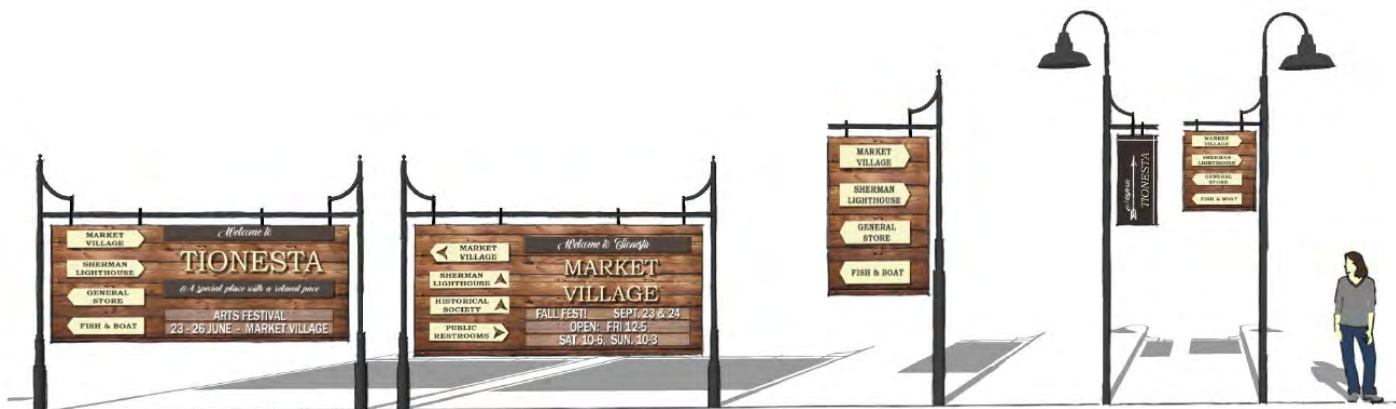 MARKET
VILLAGE
SHERMAN
LIGHTHOUSE
GENERAL
STORE
FISH & BOAT
Welcome to
TIONESTA
A special place with a relaxed pace
ARTS FESTIVAL
23 - 26 JUNE - MARKET VILLAGE
MARKET
VILLAGE
SHERMAN
LIGHTHOUSE
HISTORICAL
SOCIETY
PUBLIC
RESTROOMS
Welcome to Tionesta
MARKET
VILLAGE
FALL FEST! SEPT. 23 & 24
OPEN: FRI 12-5
SAT. 10-6, SUN. 10-3
MARKET
VILLAGE
SHERMAN
LIGHTHOUSE
GENERAL
STORE
FISH & BOAT
TIONESTA
MARKET
VILLAGE
SHERMAN
LIGHTHOUSE
GENERAL
STORE
FISH & BOAT